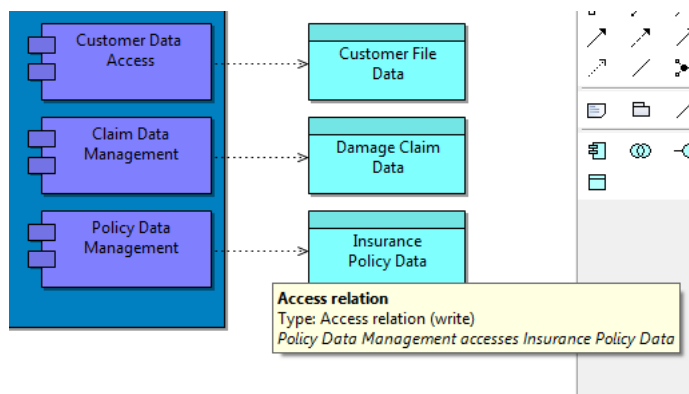 Customer Data
Access
Customer File
Data
Claim Data
Management
Damage Claim
Data
Policy Data
Management
Insurance
Policy Data
Access relation
Type: Access relation (write)
Policy Data Management accesses Insurance Policy Data